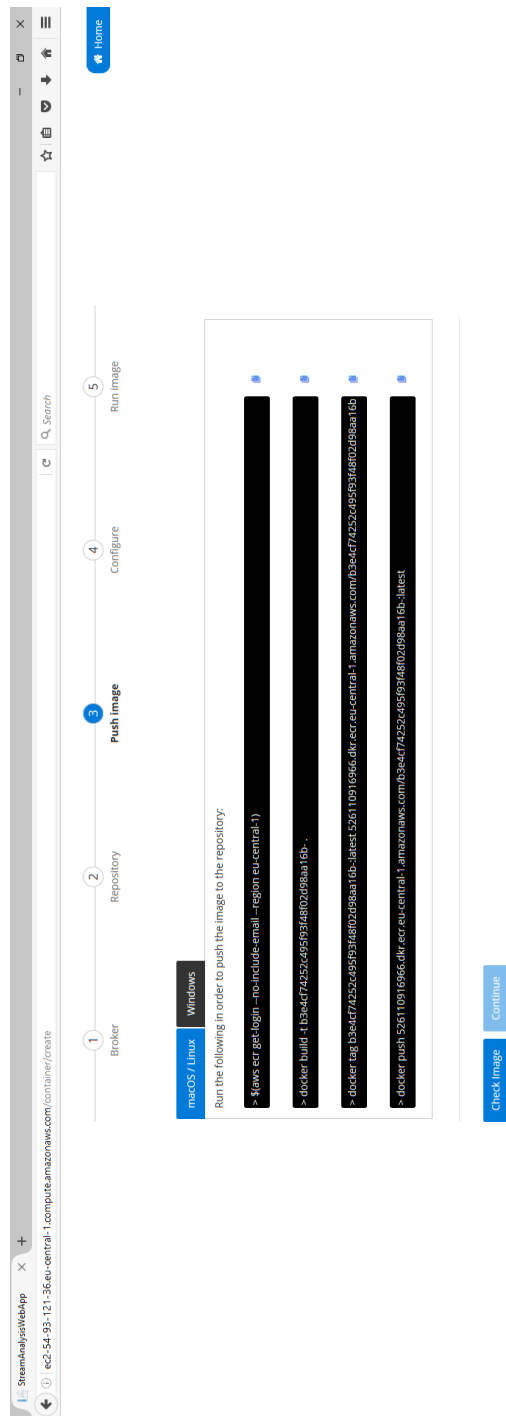 StreamAnalysisWebApp
ec2-54-93-121-36.eu-central-1.compute.amazonaws.com/container/create
Search
Home
1
2
3
4
5
Broker
Repository
Push image
Configure
Run image
macOS / Linux
Windows
Run the following in order to push the image to the repository:
> $(aws ecr get-login --no-include-email --region eu-central-1)
> docker build -t b3e4cf74252c495f93f48f02d98aa16b- .
> docker tag b3e4cf74252c495f93f48f02d98aa16b-:latest 526110916966.dkr.ecr.eu-central-1.amazonaws.com/b3e4cf74252c495f93f48f02d98aa16b
> docker push 526110916966.dkr.ecr.eu-central-1.amazonaws.com/b3e4cf74252c495f93f48f02d98aa16b-:latest
Check Image
Continue